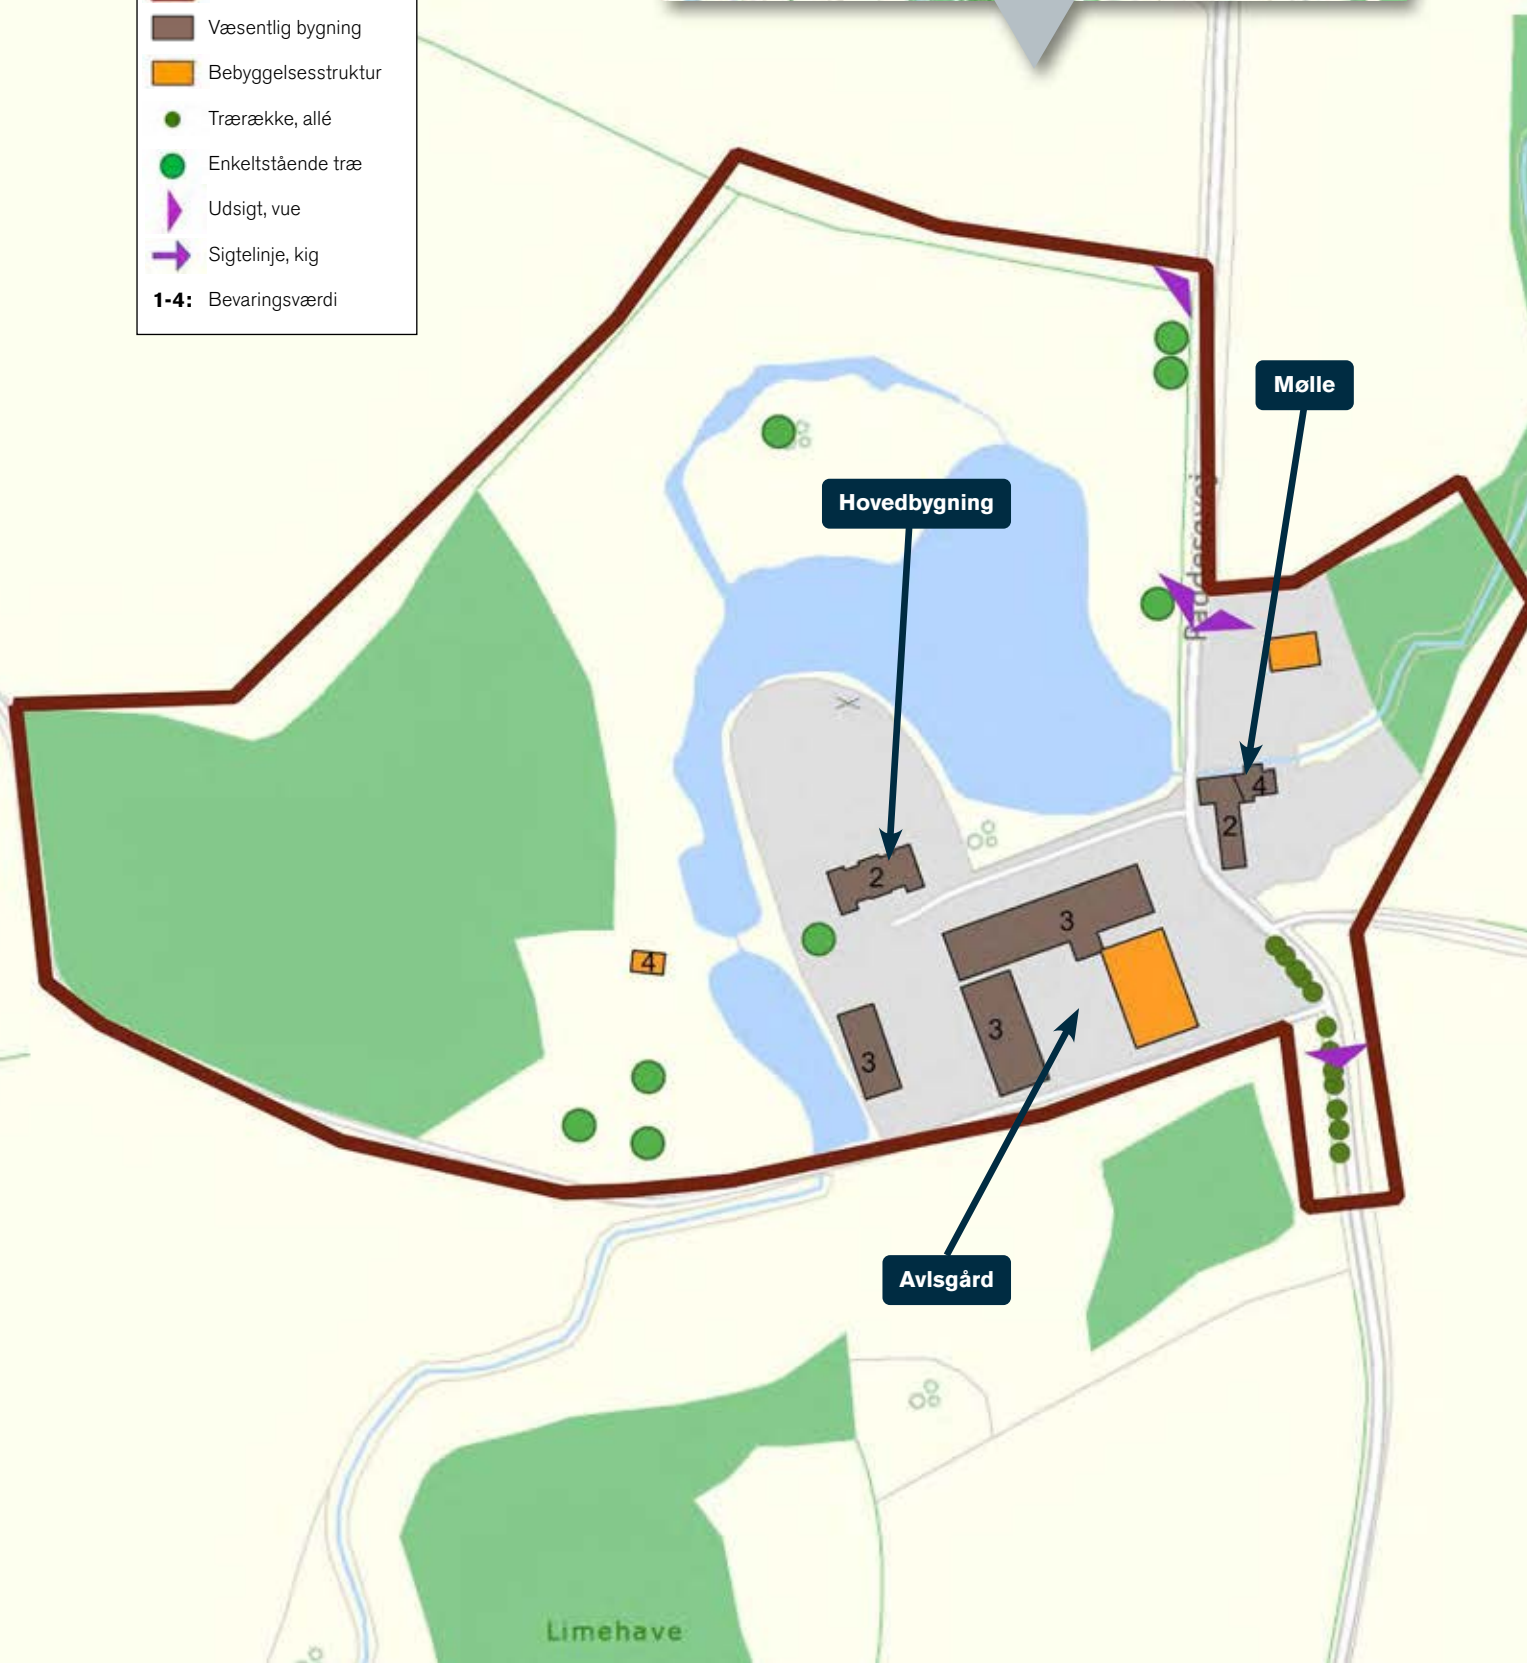 Væsentlig bygning
Bebyggelsesstruktur
Trærække, allé
Enkeltstående træ
Udsigt, vue
Sigtelinje, kig
1-4: Bevaringsværdi
Mølle
Hovedbygning
4
2
2
3
4
3
3
Avlsgård
Limehave